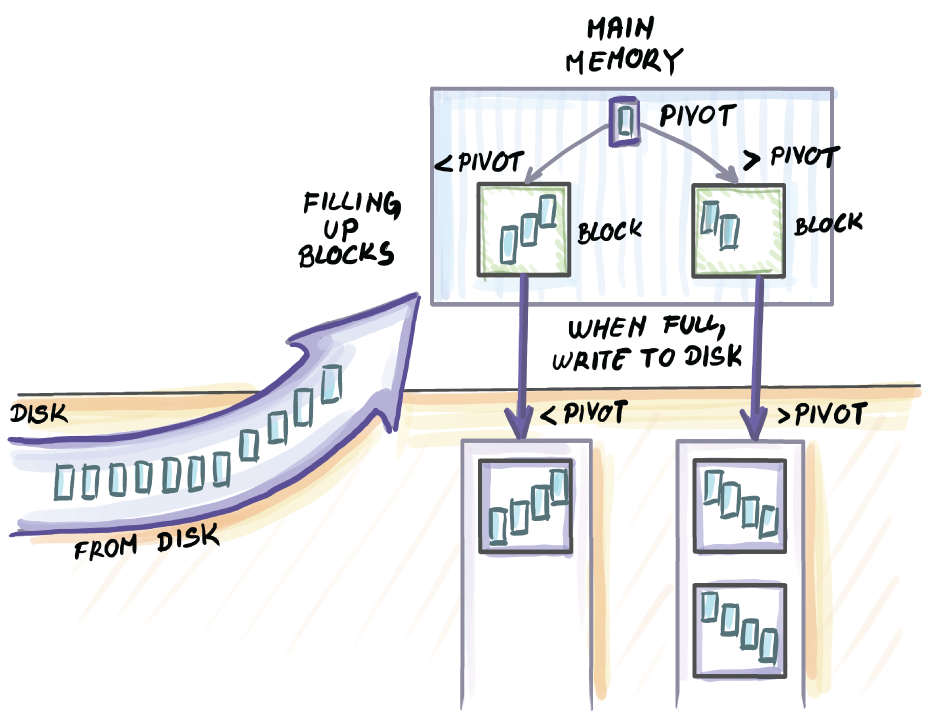 MAIN
MEMORY
PIVOT
< PIVOT
> PIVOT
FILLING
UP
BLOCKS
BLOCK
BLOCK
WHEN FULL,
WRITE TO DISK
DISK
< PIVOT
> PIVOT
FROM DISK